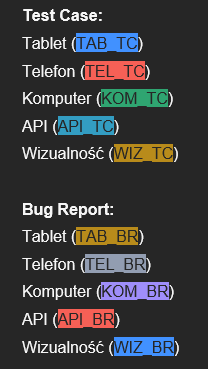 Test Case:
Tablet (TAB_TC)
Telefon (TEL_TC)
Komputer (KOM_TC)
API (API_TC)
Wizualność (WIZ_TC)
Bug Report:
Tablet (TAB_BR)
Telefon (TEL_BR)
Komputer (KOM_BR)
API (API_BR)
Wizualność (WIZ_BR)